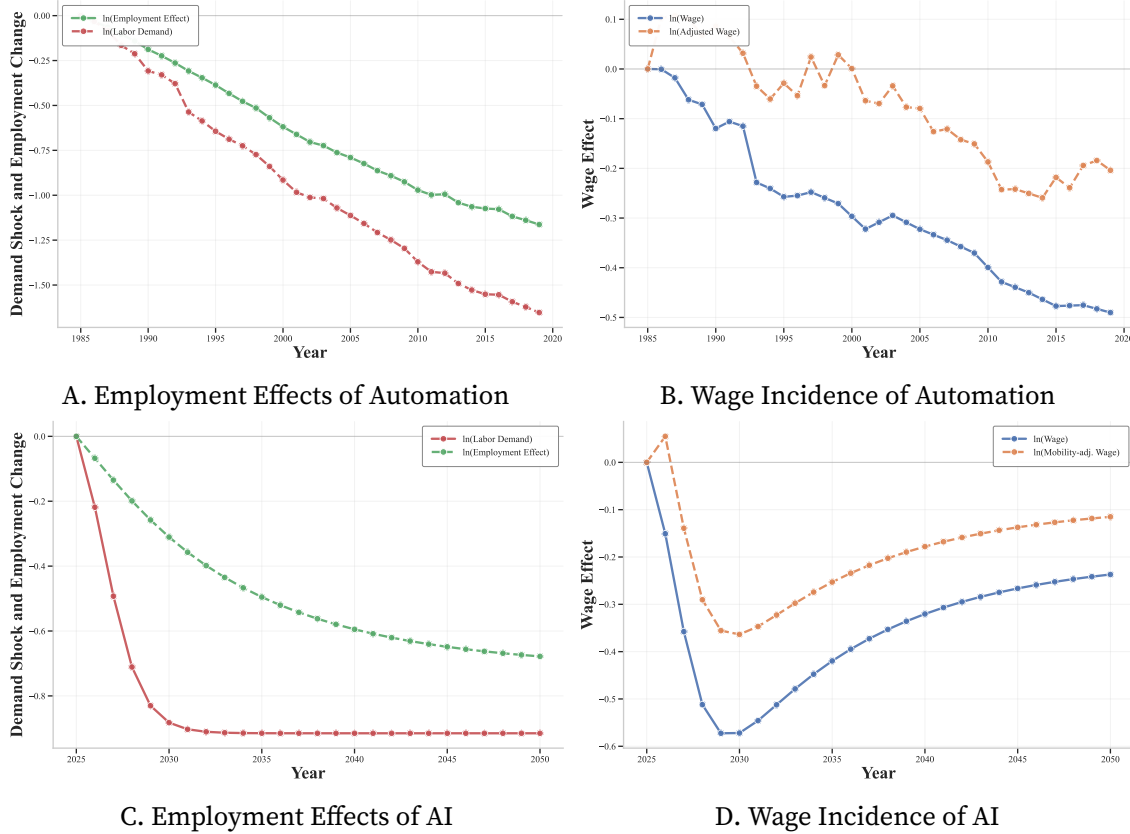 Demand Shock and Employment Change
0.00
−0.25
−0.50
−0.75
−1.00
−1.25
−1.50
ln(Employment Effect)
ln(Labor Demand)
1985 1990 1995 2000 2005 2010 2015 2020
Year
A. Employment Effects of Automation
Wage Effect
0.1
0.0
−0.1
−0.2
−0.3
−0.4
−0.5
ln(Wage)
ln(Adjusted Wage)
1985 1990 1995 2000 2005 2010 2015 2020
Year
B. Wage Incidence of Automation
Demand Shock and Employment Change
0.0
−0.2
−0.4
−0.6
−0.8
ln(Labor Demand)
ln(Employment Effect)
2025 2030 2035 2040 2045 2050
Year
C. Employment Effects of AI
Wage Effect
0.0
−0.1
−0.2
−0.3
−0.4
−0.5
−0.6
ln(Wage)
ln(Mobility-adj. Wage)
2025 2030 2035 2040 2045 2050
Year
D. Wage Incidence of AI